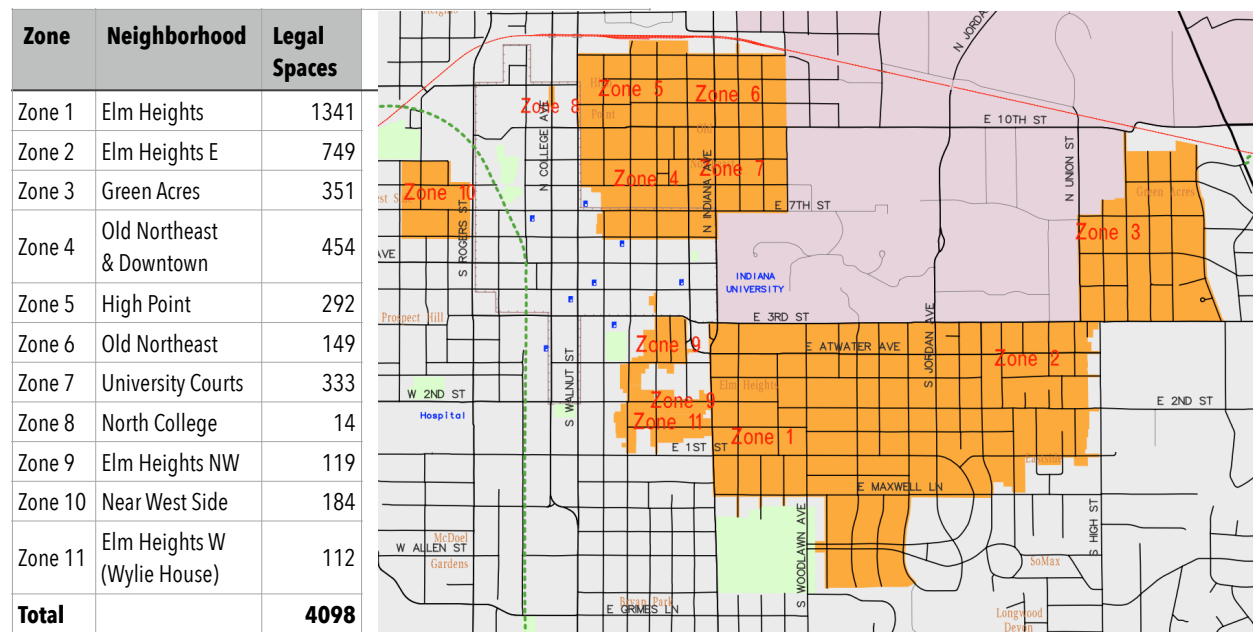 Zone Neighborhood Legal
Spaces
Zone 1 Elm Heights 1341
Zone 2 Elm Heights E 749
Zone 3 Green Acres 351
Zone 4 Old Northeast
& Downtown 454
Zone 5 High Point 292
Zone 6 Old Northeast 149
Zone 7 University Courts 333
Zone 8 North College 14
Zone 9 Elm Heights NW 119
Zone 10 Near West Side 184
Zone 11 Elm Heights W
(Wylie House) 112
Total 4098
Heights
N JORDAN
Zone 5
Zone 6
Zone 8
Point
Old
N COLLEGE AVE
E 10TH ST
Zone 4
Zone 7
N INDIANA AVE
N UNION ST
Green Acres
Zone 10
E 7TH ST
S ROGERS ST
Zone 3
AVE
INDIANA
UNIVERSITY
Prospect Hill
E 3RD ST
S JORDAN AVE
Zone 9
E ATWATER AVE
Zone 2
S WALNUT ST
Elm Heights
W 2ND ST
Zone 9
E 2ND ST
Hospital
Zone 11
Zone 1
E 1ST ST
Eastside
E MAXWELL LN
S WOODLAWN AVE
S HIGH ST
McDoel
W ALLEN ST
Gardens
SoMax
Bryan Park
E GRIMES LN
Longwood
Devon